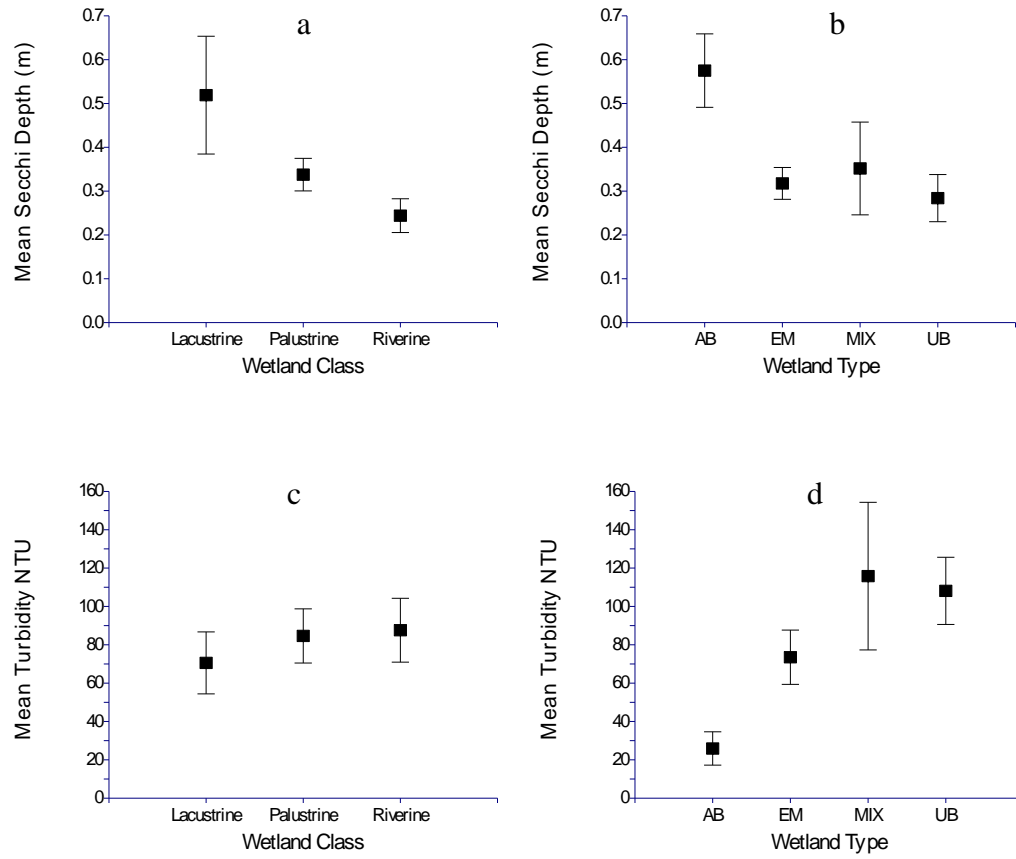 a
Mean Secchi Depth (m)
0.7
0.6
0.5
0.4
0.3
0.2
0.1
0.0
Lacustrine Palustrine Riverine
Wetland Class
b
Mean Secchi Depth (m)
0.7
0.6
0.5
0.4
0.3
0.2
0.1
0.0
AB EM MIX UB
Wetland Type
c
Mean Turbidity NTU
160
140
120
100
80
60
40
20
0
Lacustrine Palustrine Riverine
Wetland Class
d
Mean Turbidity NTU
160
140
120
100
80
60
40
20
0
AB EM MIX UB
Wetland Type